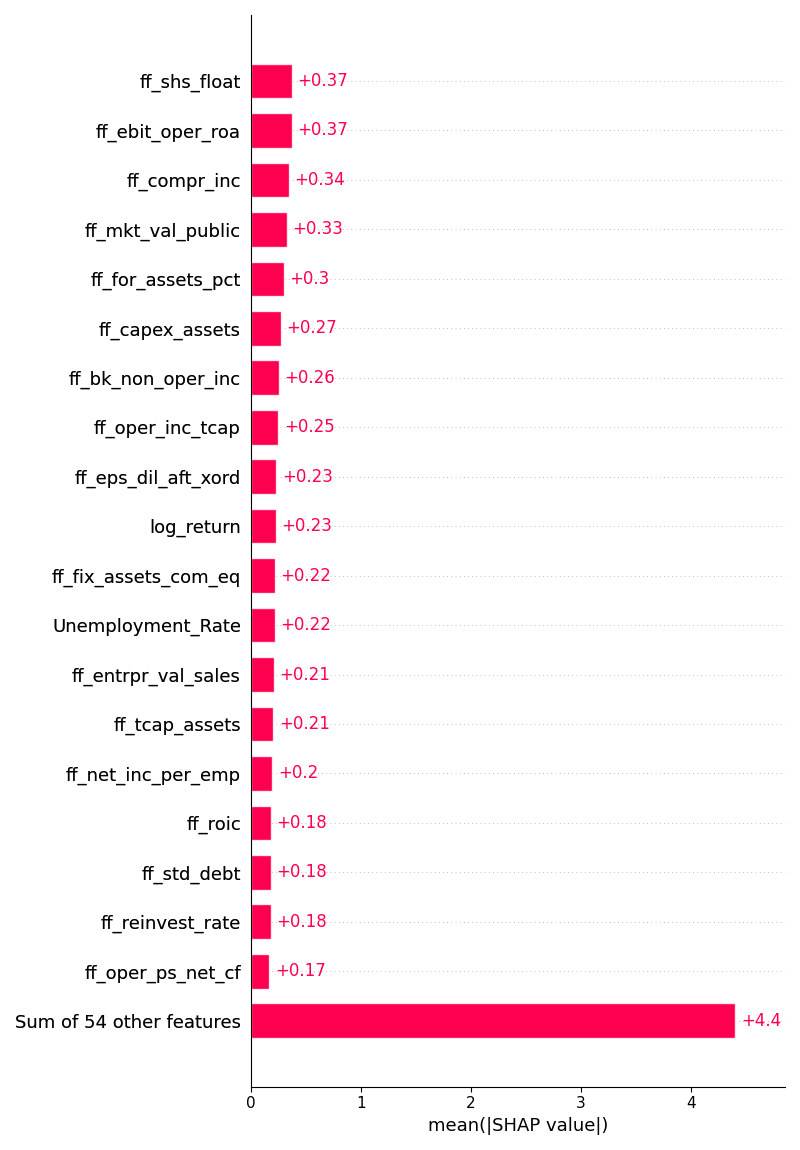 ff_shs_float +0.37
ff_ebit_oper_roa +0.37
ff_compr_inc +0.34
ff_mkt_val_public +0.33
ff_for_assets_pct +0.3
ff_capex_assets +0.27
ff_bk_non_oper_inc +0.26
ff_oper_inc_tcap +0.25
ff_eps_dil_aft_xord +0.23
log_return +0.23
ff_fix_assets_com_eq +0.22
Unemployment_Rate +0.22
ff_entrpr_val_sales +0.21
ff_tcap_assets +0.21
ff_net_inc_per_emp +0.2
ff_roic +0.18
ff_std_debt +0.18
ff_reinvest_rate +0.18
ff_oper_ps_net_cf +0.17
Sum of 54 other features +4.4
0 1 2 3 4
mean(|SHAP value|)